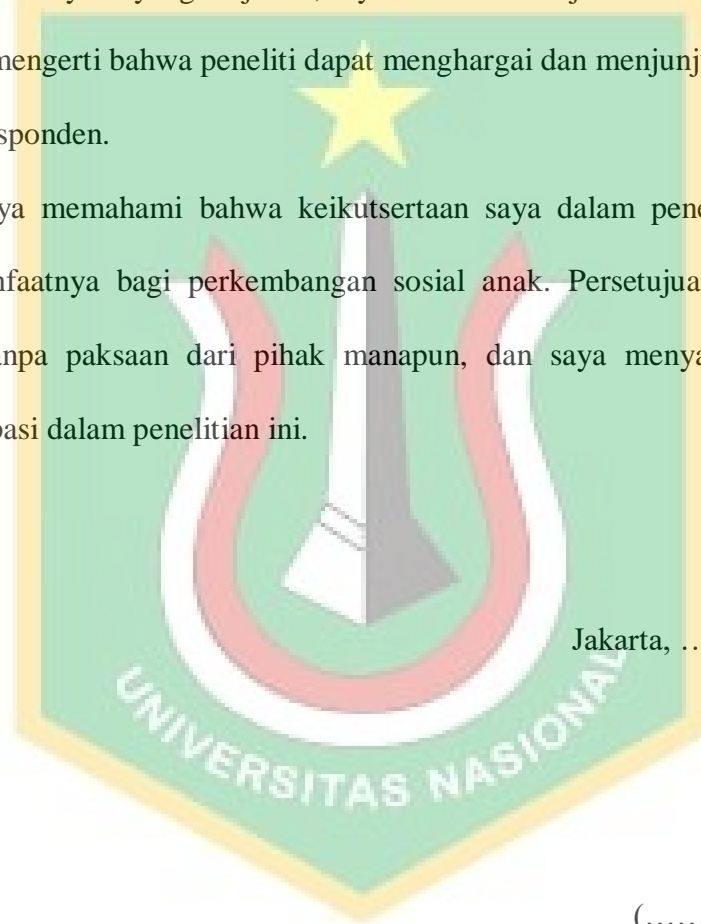 mengerti bahwa peneliti dapat menghargai dan menjunj
sponden.
ya memahami bahwa keikutsertaan saya dalam pene
nfaatnya bagi perkembangan sosial anak. Persetujua
anpa paksaan dari pihak manapun, dan saya menya
pasi dalam penelitian ini.
Jakarta, ..
UNIVERSITAS NASIONAL
(.....